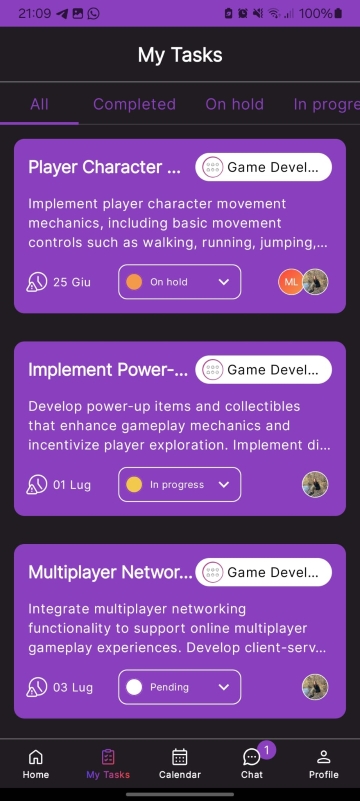 21:09 100%
My Tasks
All Completed On hold In progre
Player Character ... Game Devel...
Implement player character movement
mechanics, including basic movement
controls such as walking, running, jumping,...
25 Giu On hold ML
Implement Power-... Game Devel...
Develop power-up items and collectibles
that enhance gameplay mechanics and
incentivize player exploration. Implement di...
01 Lug In progress
Multiplayer Networ... Game Devel...
Integrate multiplayer networking
functionality to support online multiplayer
gameplay experiences. Develop client-serv...
03 Lug Pending
1
Home My Tasks Calendar Chat Profile